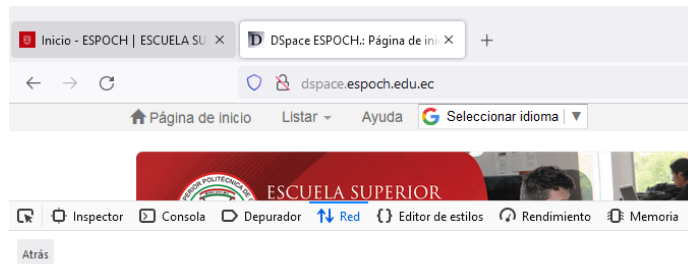 Inicio - ESPOCH | ESCUELA SU
DSpace ESPOCH.: Página de ini
dspace.espoch.edu.ec
Página de inicio Listar Ayuda G Seleccionar idioma
ESCUELA SUPERIOR
Inspector Consola Depurador Red Editor de estilos Rendimiento Memoria
Atrás